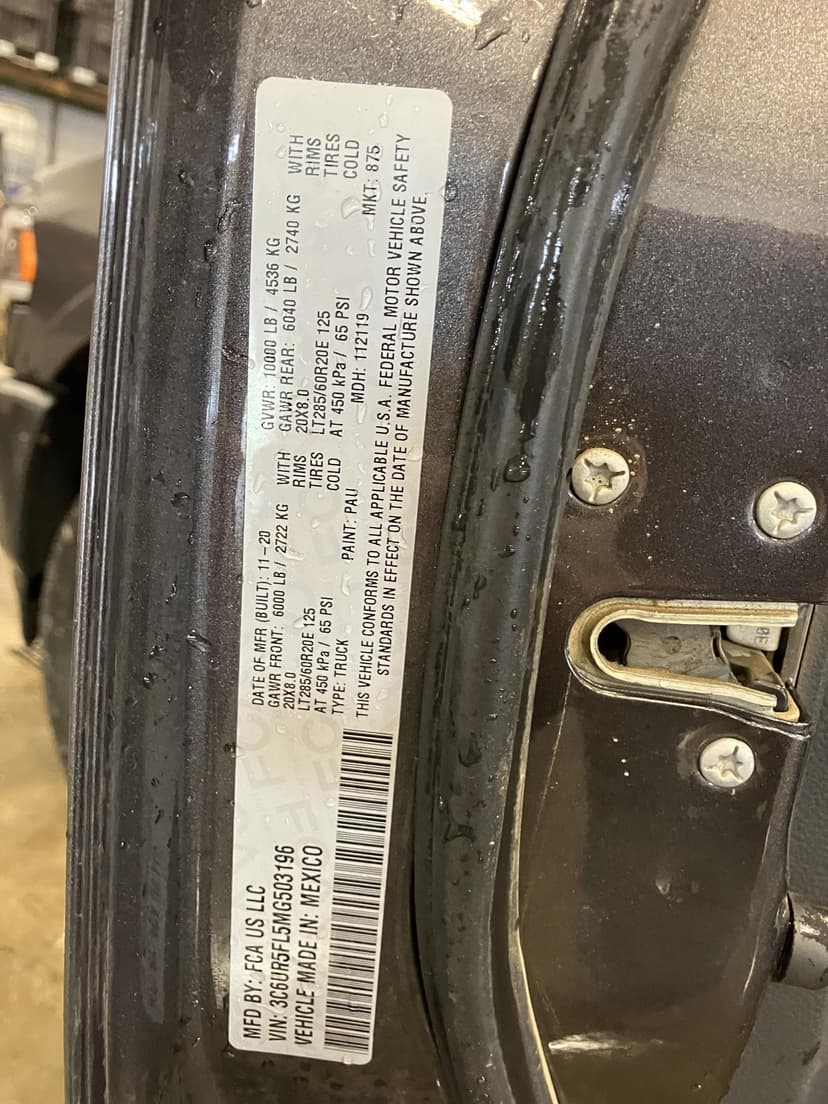 MFD BY: FCA US LLC
VIN: 3C6UR5FL5MG503196
VEHICLE MADE IN: MEXICO
DATE OF MFR (BUILT): 11-20
GVWR: 10000 LB / 4536 KG
GAWR FRONT: 6000 LB / 2722 KG WITH
GAWR REAR: 6040 LB / 2740 KG WITH
20X8.0 RIMS
20X8.0 RIMS
LT285/60R20E 125 TIRES
LT285/60R20E 125 TIRES
AT 450 kPa / 65 PSI COLD
AT 450 kPa / 65 PSI COLD
TYPE: TRUCK PAINT: PAU MDH: 112119 MKT: 875
THIS VEHICLE CONFORMS TO ALL APPLICABLE U.S.A. FEDERAL MOTOR VEHICLE SAFETY
STANDARDS IN EFFECT ON THE DATE OF MANUFACTURE SHOWN ABOVE.